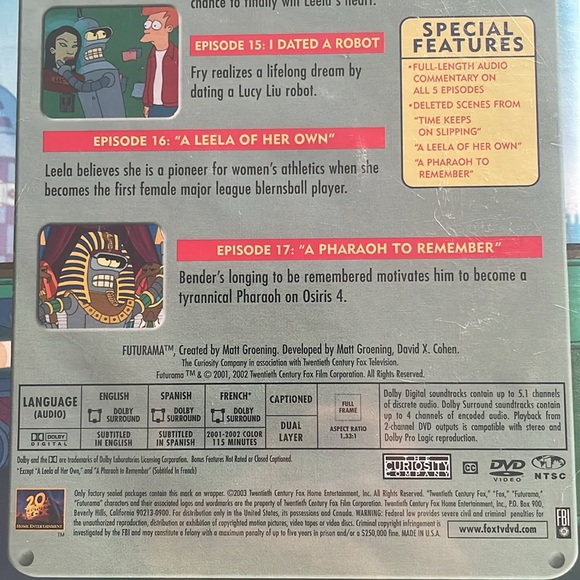 chance to finally win Leela's heart.
EPISODE 15: I DATED A ROBOT
Fry realizes a lifelong dream by
dating a Lucy Liu robot.
EPISODE 16: "A LEELA OF HER OWN"
Leela believes she is a pioneer for women's athletics when she
becomes the first female major league blernsball player.
EPISODE 17: "A PHARAOH TO REMEMBER"
Bender's longing to be remembered motivates him to become a
tyrannical Pharaoh on Osiris 4.
SPECIAL
FEATURES
•FULL-LENGTH AUDIO
COMMENTARY ON
ALL 5 EPISODES
•DELETED SCENES FROM
"TIME KEEPS
ON SLIPPING"
"A LEELA OF HER OWN"
"A PHARAOH TO
REMEMBER"
FUTURAMA™, Created by Matt Groening. Developed by Matt Groening, David X. Cohen.
The Curiosity Company in association with Twentieth Century Fox Television.
Futurama ™ & © 2001, 2002 Twentieth Century Fox Film Corporation. All Rights Reserved.
LANGUAGE
(AUDIO)
DOLBY
DIGITAL
ENGLISH
DOLBY
SURROUND
SUBTITLED
IN ENGLISH
SPANISH
DOLBY
SURROUND
SUBTITLED
IN SPANISH
FRENCH*
DOLBY
SURROUND
2001-2002 COLOR
115 MINUTES
CAPTIONED
DUAL
LAYER
FULL
FRAME
ASPECT RATIO
1.33:1
Dolby Digital soundtracks can contain up to 5.1 channels
of discrete audio. Dolby Surround soundtracks can contain
up to 4 channels of encoded audio. Playback from
2-channel DVD outputs is compatible with stereo and
Dolby Pro Logic reproduction.
Dolby and the DD are trademarks of Dolby Laboratories Licensing Corporation. Bonus Features Not Rated or Closed Captioned.
*Except "A Leela of Her Own," and "A Pharaoh to Remember" (Subtitled In French)
THE
CURIOSITY
COMPANY
CC
DVD
VIDEO
NTSC
20
HOME ENTERTAINMENT
™
Only factory sealed packages contain this mark on wrapper. ©2003 Twentieth Century Fox Home Entertainment, Inc. All Rights Reserved. "Twentieth Century Fox," "Fox," "Futurama,"
"Futurama" characters and their associated logos and wordmarks are the property of Twentieth Century Fox Film Corporation. Twentieth Century Fox Home Entertainment, Inc., P.O. Box 900,
Beverly Hills, California 90213-0900. For distribution only in the United States, its possessions and Canada. WARNING: Federal law provides severe civil and criminal penalties for
the unauthorized reproduction, distribution or exhibition of copyrighted motion pictures, video tapes or video discs. Criminal copyright infringement is
investigated by the FBI and may constitute a felony with a maximum penalty of up to five years in prison and/or a $250,000 fine. MADE IN U.S.A.
www.foxtvdvd.com
FBI